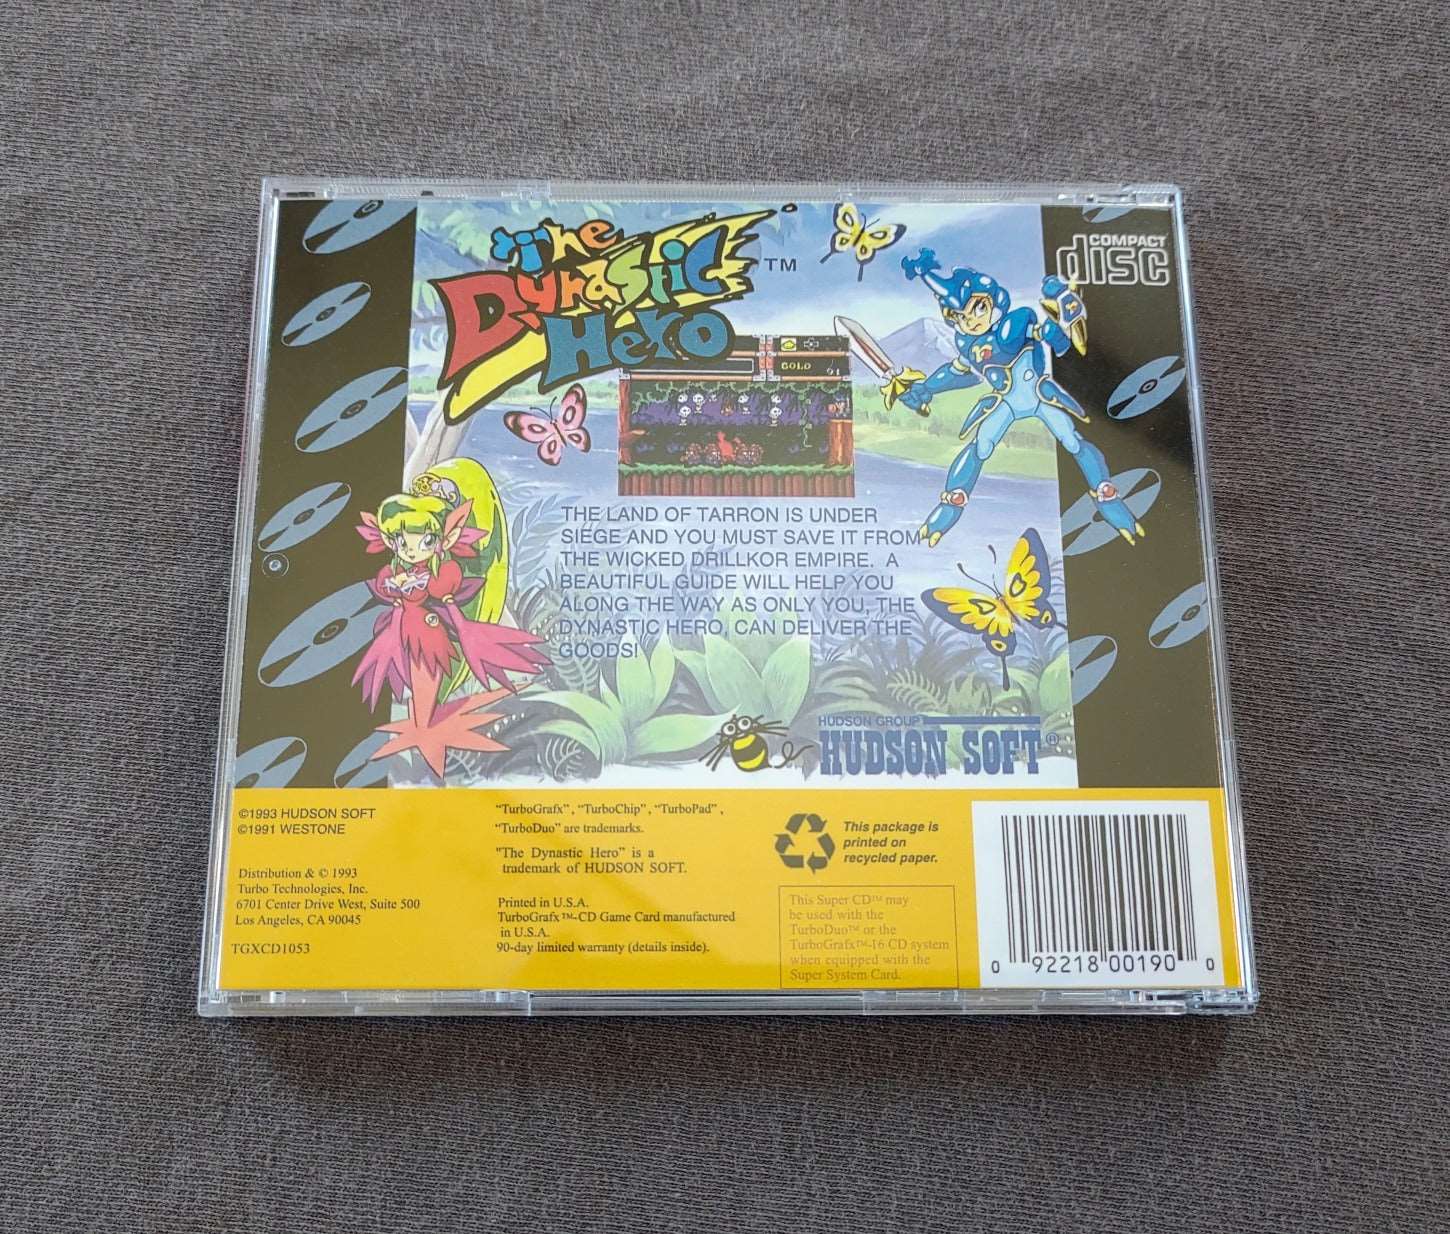 The
Dynastic
Hero
TM
COMPACT
disc
GOLD
THE LAND OF TARRON IS UNDER
SIEGE AND YOU MUST SAVE IT FROM
THE WICKED DRILLKOR EMPIRE. A
BEAUTIFUL GUIDE WILL HELP YOU
ALONG THE WAY AS ONLY YOU, THE
DYNASTIC HERO, CAN DELIVER THE
GOODS!
HUDSON GROUP
HUDSON SOFT®
©1993 HUDSON SOFT
©1991 WESTONE
Distribution & © 1993
Turbo Technologies, Inc.
6701 Center Drive West, Suite 500
Los Angeles, CA 90045
TGXCD1053
“TurboGrafx”, “TurboChip”, “TurboPad”,
“TurboDuo” are trademarks.
"The Dynastic Hero” is a
trademark of HUDSON SOFT.
Printed in U.S.A.
TurboGrafx™-CD Game Card manufactured
in U.S.A.
90-day limited warranty (details inside).
This package is
printed on
recycled paper.
This Super CD™ may
be used with the
TurboDuo™ or the
TurboGrafx™-16 CD system
when equipped with the
Super System Card.
0 92218 00190 0